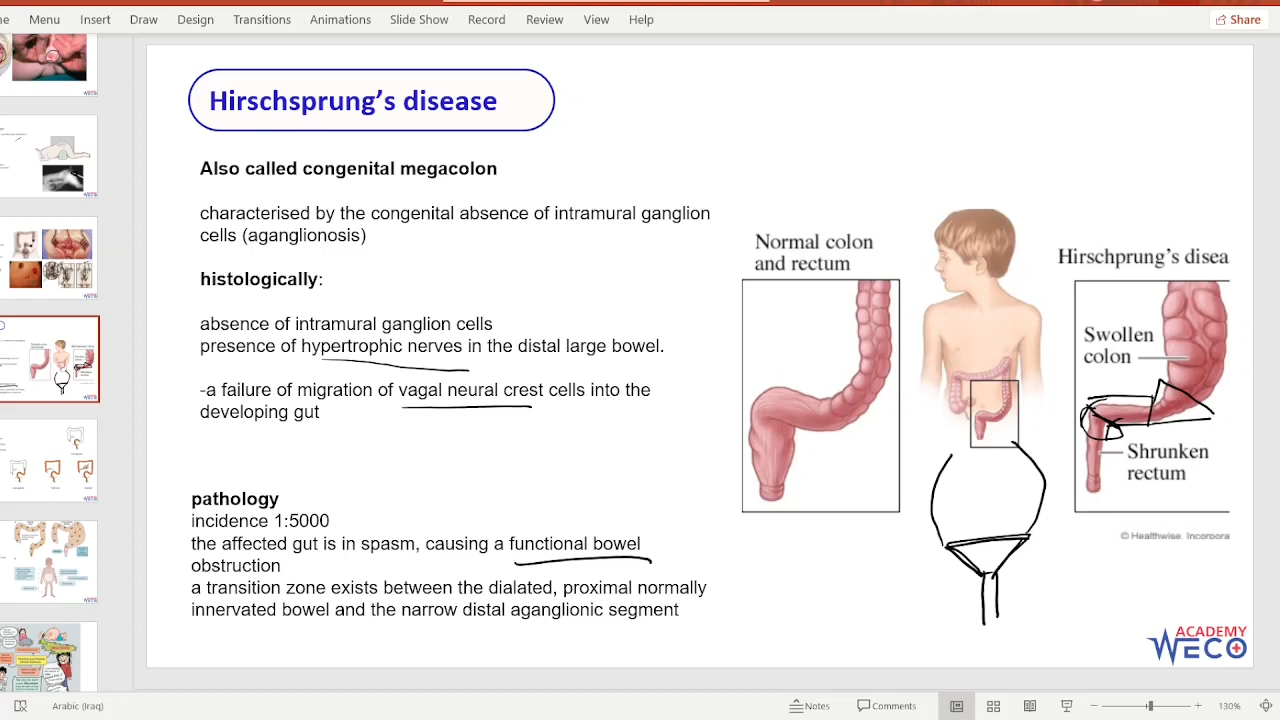 Menu Insert Draw Design Transitions Animations Slide Show Record Review View Help Share
Hirschsprung's disease
Also called congenital megacolon
characterised by the congenital absence of intramural ganglion
cells (aganglionosis)
histologically:
absence of intramural ganglion cells
presence of hypertrophic nerves in the distal large bowel.
-a failure of migration of vagal neural crest cells into the
developing gut
pathology
incidence 1:5000
the affected gut is in spasm, causing a functional bowel
obstruction
a transition zone exists between the dialated, proximal normally
innervated bowel and the narrow distal aganglionic segment
Normal colon
and rectum
Hirschprung's disea
Swollen
colon
Shrunken
rectum
© Healthwise. Incorpora
ACADEMY
WECO
Arabic (Iraq) Notes Comments 130%